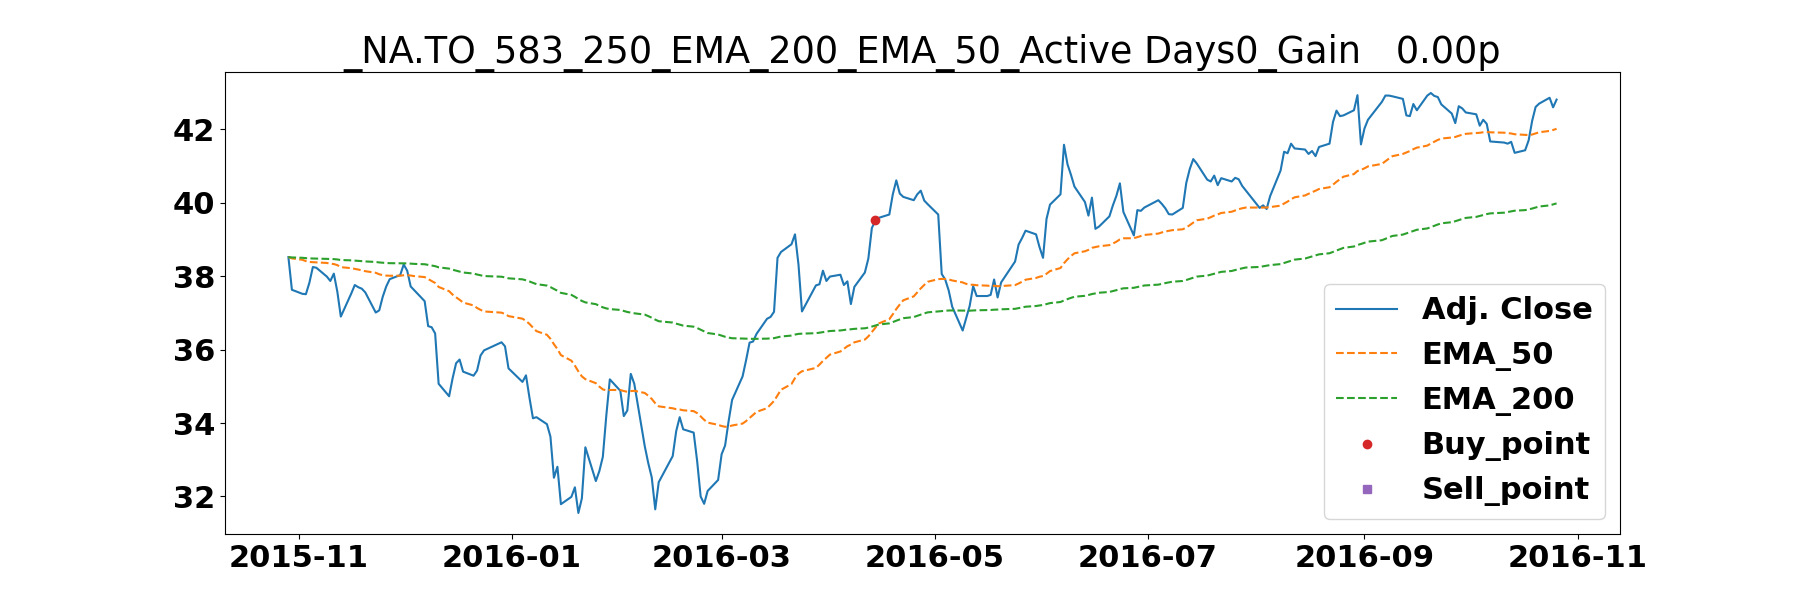 _NA.TO_583_250_EMA_200_EMA_50_Active Days0_Gain   0.00p
42
40
38
36
34
32
Adj. Close
EMA_50
EMA_200
Buy_point
Sell_point
2015-11 2016-01 2016-03 2016-05 2016-07 2016-09 2016-11